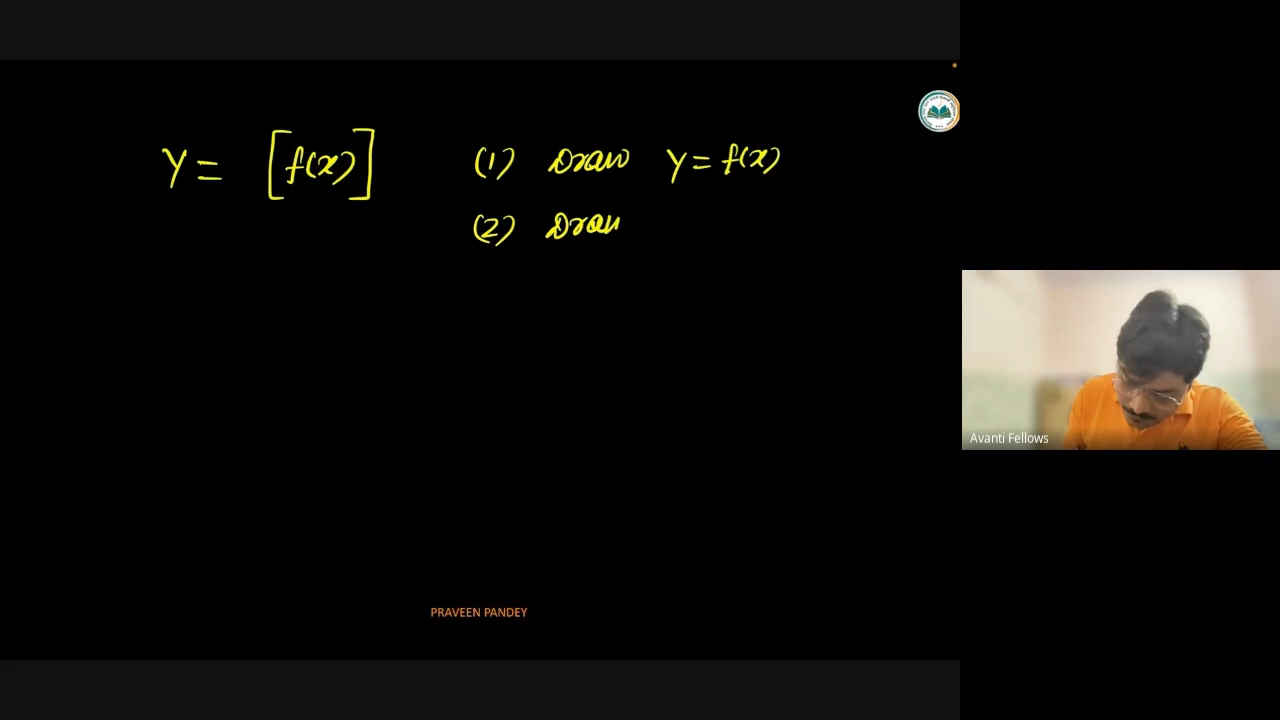 Y = [f(x)] (1) Draw Y = f(x)
(2) Draw
Avanti Fellows
PRAVEEN PANDEY